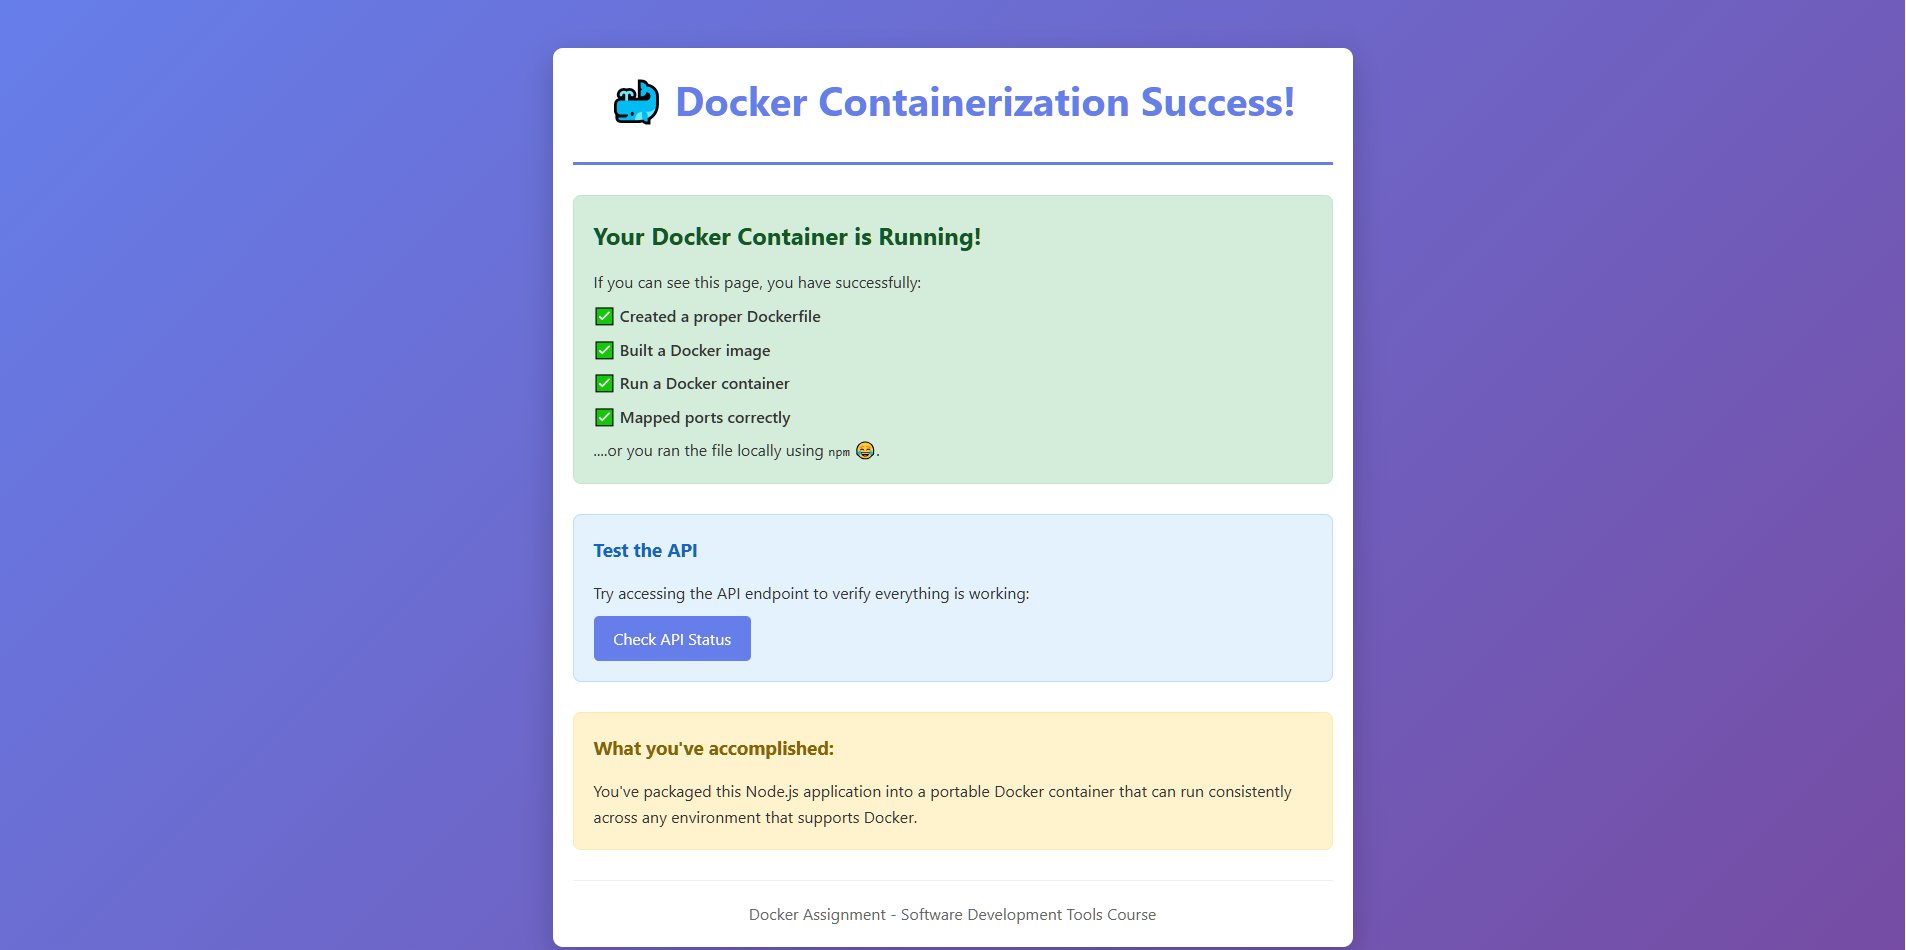 🐳 Docker Containerization Success!
Your Docker Container is Running!
If you can see this page, you have successfully:
✅ Created a proper Dockerfile
✅ Built a Docker image
✅ Run a Docker container
✅ Mapped ports correctly
....or you ran the file locally using npm 😂.
Test the API
Try accessing the API endpoint to verify everything is working:
Check API Status
What you've accomplished:
You've packaged this Node.js application into a portable Docker container that can run consistently
across any environment that supports Docker.
Docker Assignment - Software Development Tools Course